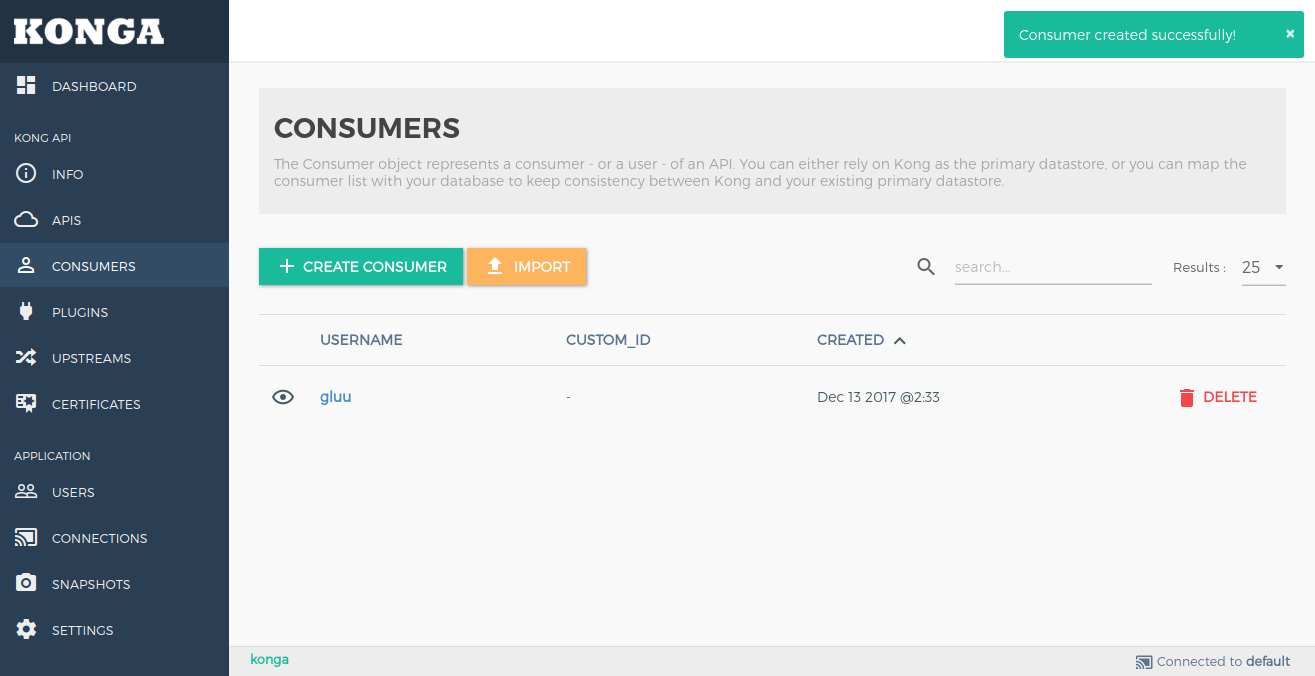 KONGA
Consumer created successfully! ×
DASHBOARD
KONG API
INFO
APIS
CONSUMERS
PLUGINS
UPSTREAMS
CERTIFICATES
APPLICATION
USERS
CONNECTIONS
SNAPSHOTS
SETTINGS
CONSUMERS
The Consumer object represents a consumer - or a user - of an API. You can either rely on Kong as the primary datastore, or you can map the
consumer list with your database to keep consistency between Kong and your existing primary datastore.
+ CREATE CONSUMER IMPORT search... Results : 25
USERNAME CUSTOM_ID CREATED
gluu - Dec 13 2017 @2:33 DELETE
konga Connected to default